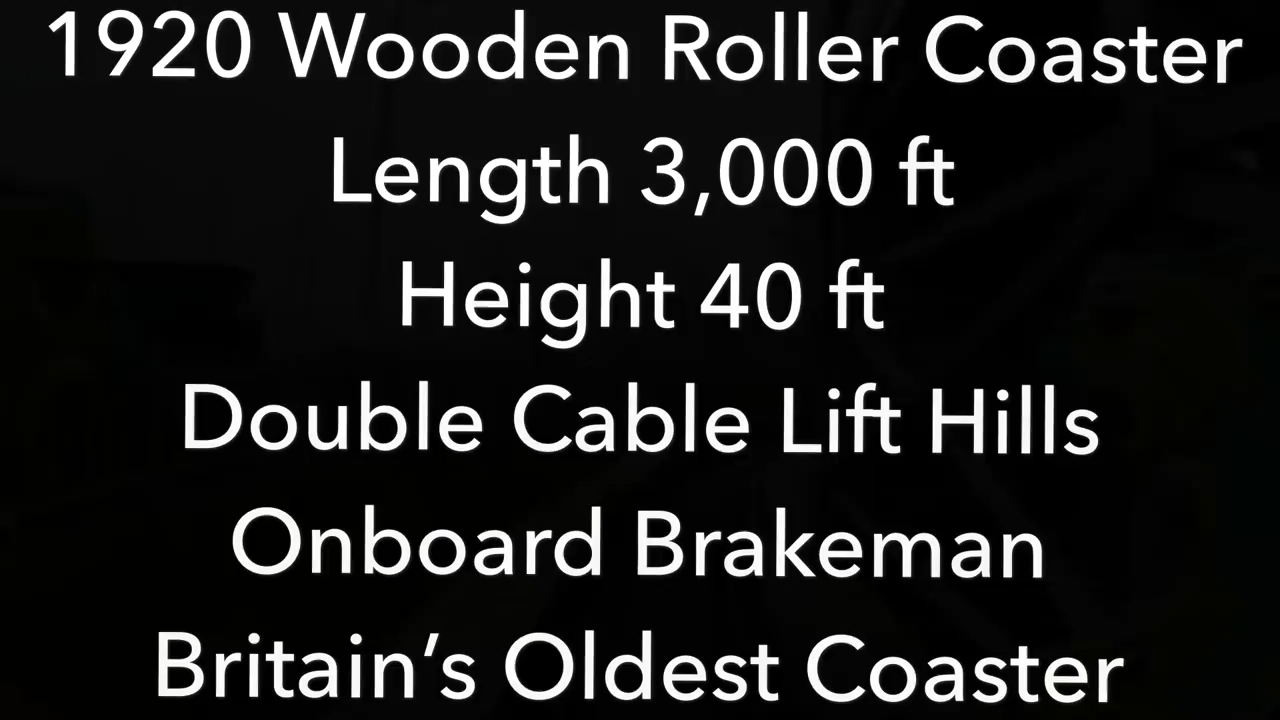 1920 Wooden Roller Coaster
Length 3,000 ft
Height 40 ft
Double Cable Lift Hills
Onboard Brakeman
Britain’s Oldest Coaster